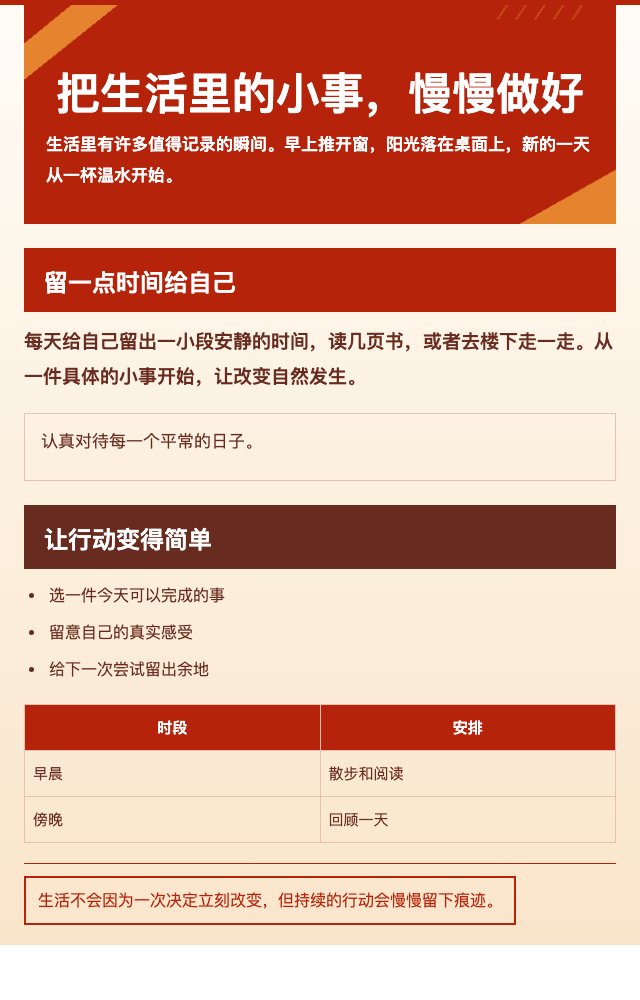 把生活里的小事，慢慢做好
生活里有许多值得记录的瞬间。早上推开窗，阳光落在桌面上，新的一天
从一杯温水开始。
留一点时间给自己
每天给自己留出一小段安静的时间，读几页书，或者去楼下走一走。从
一件具体的小事开始，让改变自然发生。
认真对待每一个平常的日子。
让行动变得简单
• 选一件今天可以完成的事
• 留意自己的真实感受
• 给下一次尝试留出余地
时段 安排
早晨 散步和阅读
傍晚 回顾一天
生活不会因为一次决定立刻改变，但持续的行动会慢慢留下痕迹。